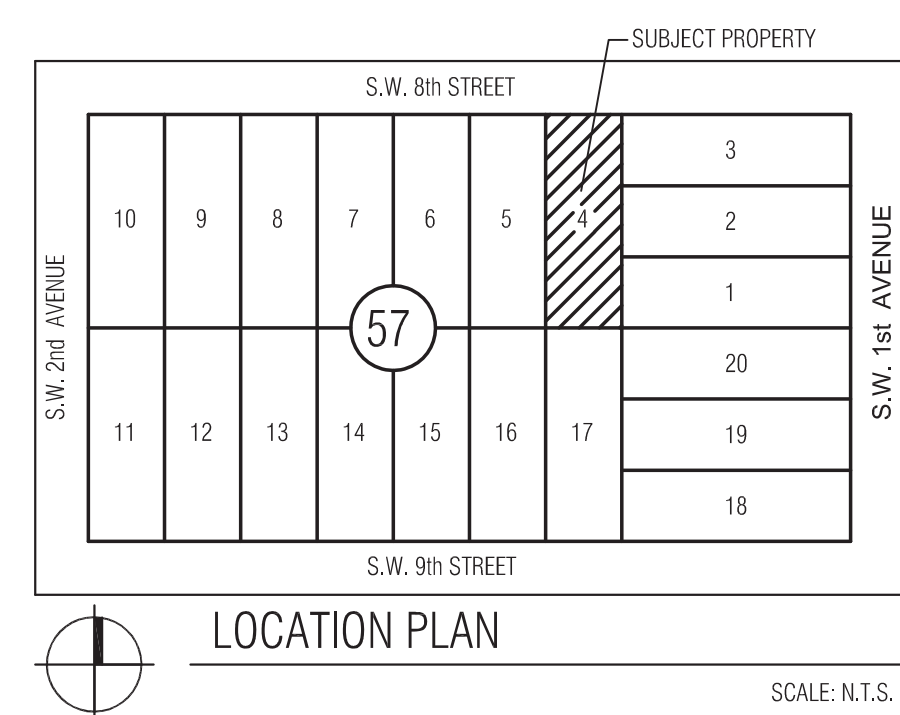 SUBJECT PROPERTY
S.W. 8th STREET
3
10 9 8 7 6 5 4 2
1
S.W. 2nd AVENUE
57
S.W. 1st AVENUE
20
11 12 13 14 15 16 17 19
18
S.W. 9th STREET
LOCATION PLAN
SCALE: N.T.S.